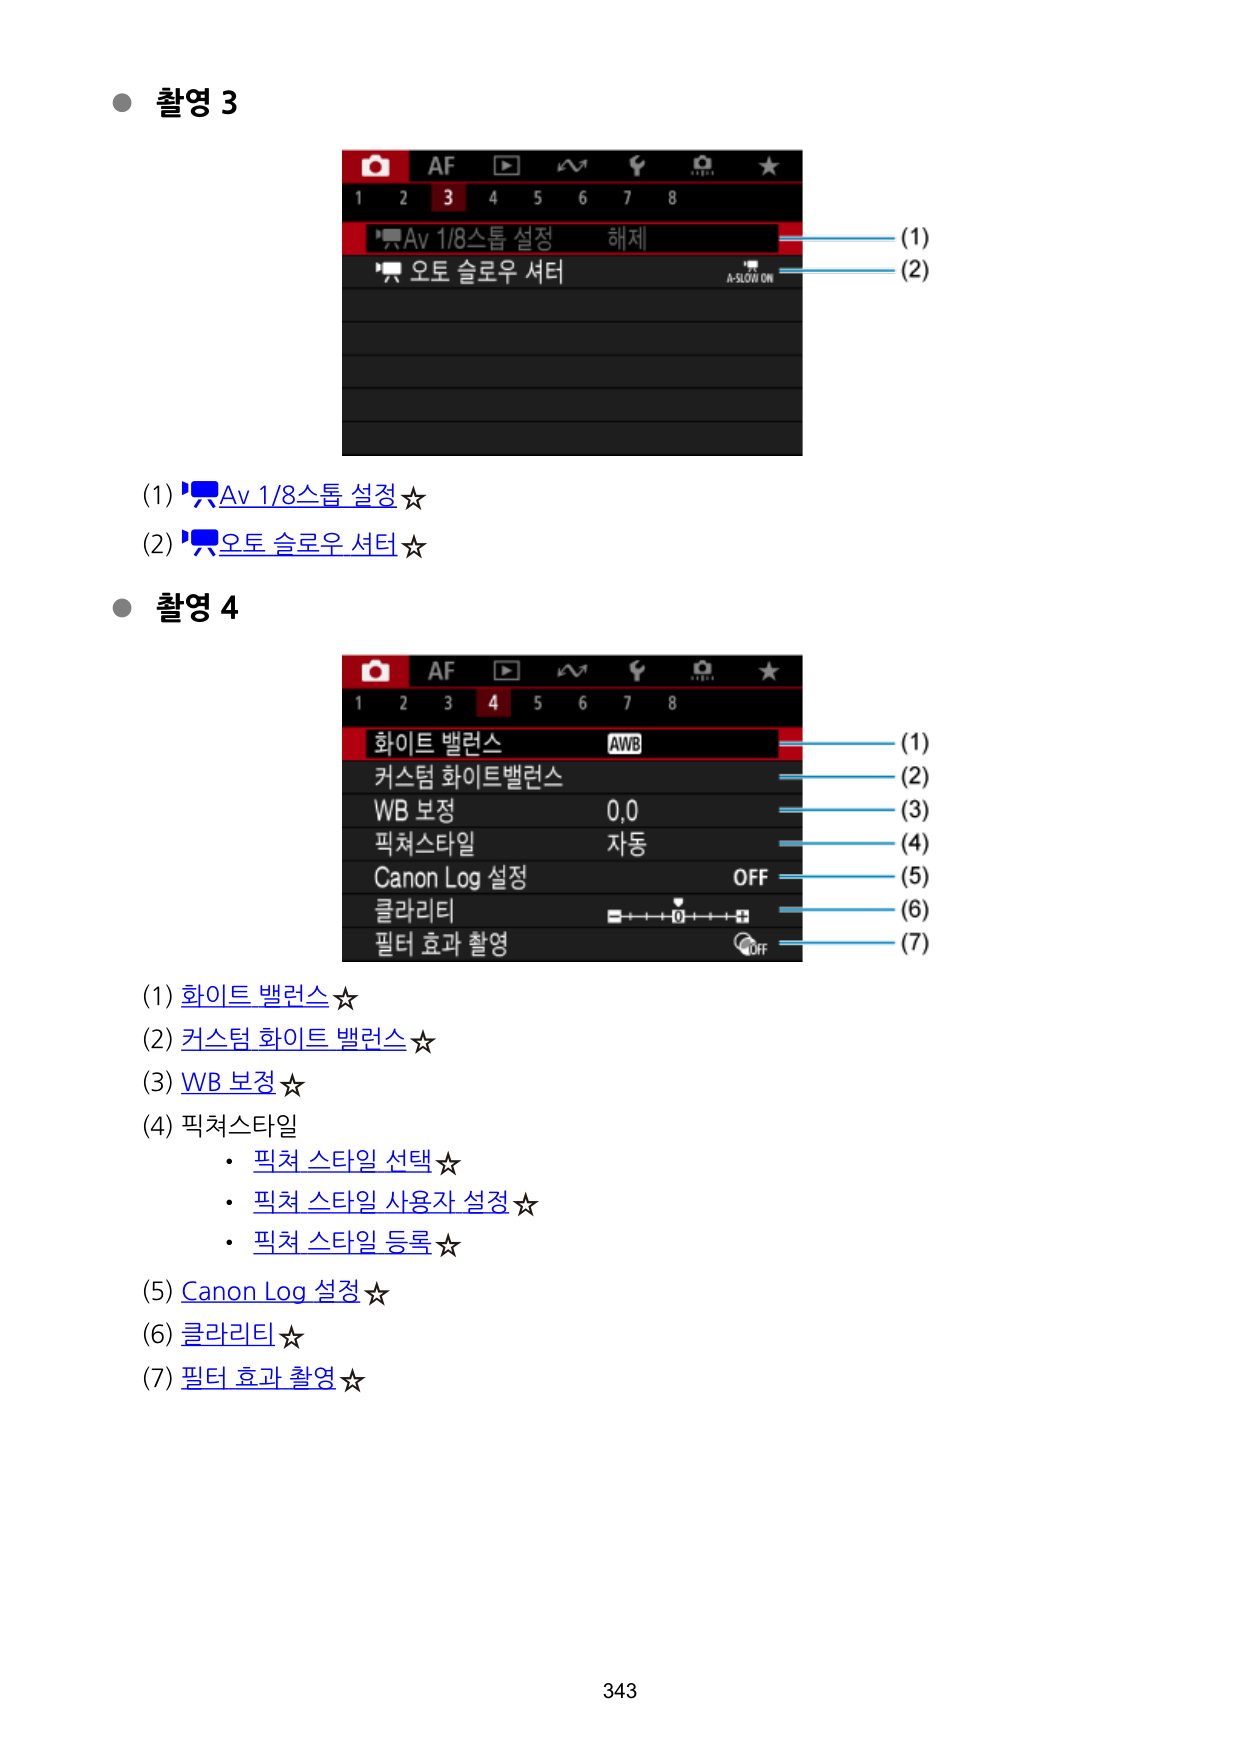 ● 촬영 3
AF
1 2 3 4 5 6 7 8
Av 1/8스톱 설정 해제 (1)
오토 슬로우 셔터 A-SLOW ON (2)
(1) Av 1/8스톱 설정☆
(2) 오토 슬로우 셔터☆
● 촬영 4
AF
1 2 3 4 5 6 7 8
화이트 밸런스 AWB (1)
커스텀 화이트밸런스 (2)
WB 보정 0,0 (3)
픽쳐스타일 자동 (4)
Canon Log 설정 OFF (5)
클라리티 0 (6)
필터 효과 촬영 OFF (7)
(1) 화이트 밸런스☆
(2) 커스텀 화이트 밸런스☆
(3) WB 보정☆
(4) 픽쳐스타일
• 픽쳐 스타일 선택☆
• 픽쳐 스타일 사용자 설정☆
• 픽쳐 스타일 등록☆
(5) Canon Log 설정☆
(6) 클라리티☆
(7) 필터 효과 촬영☆
343